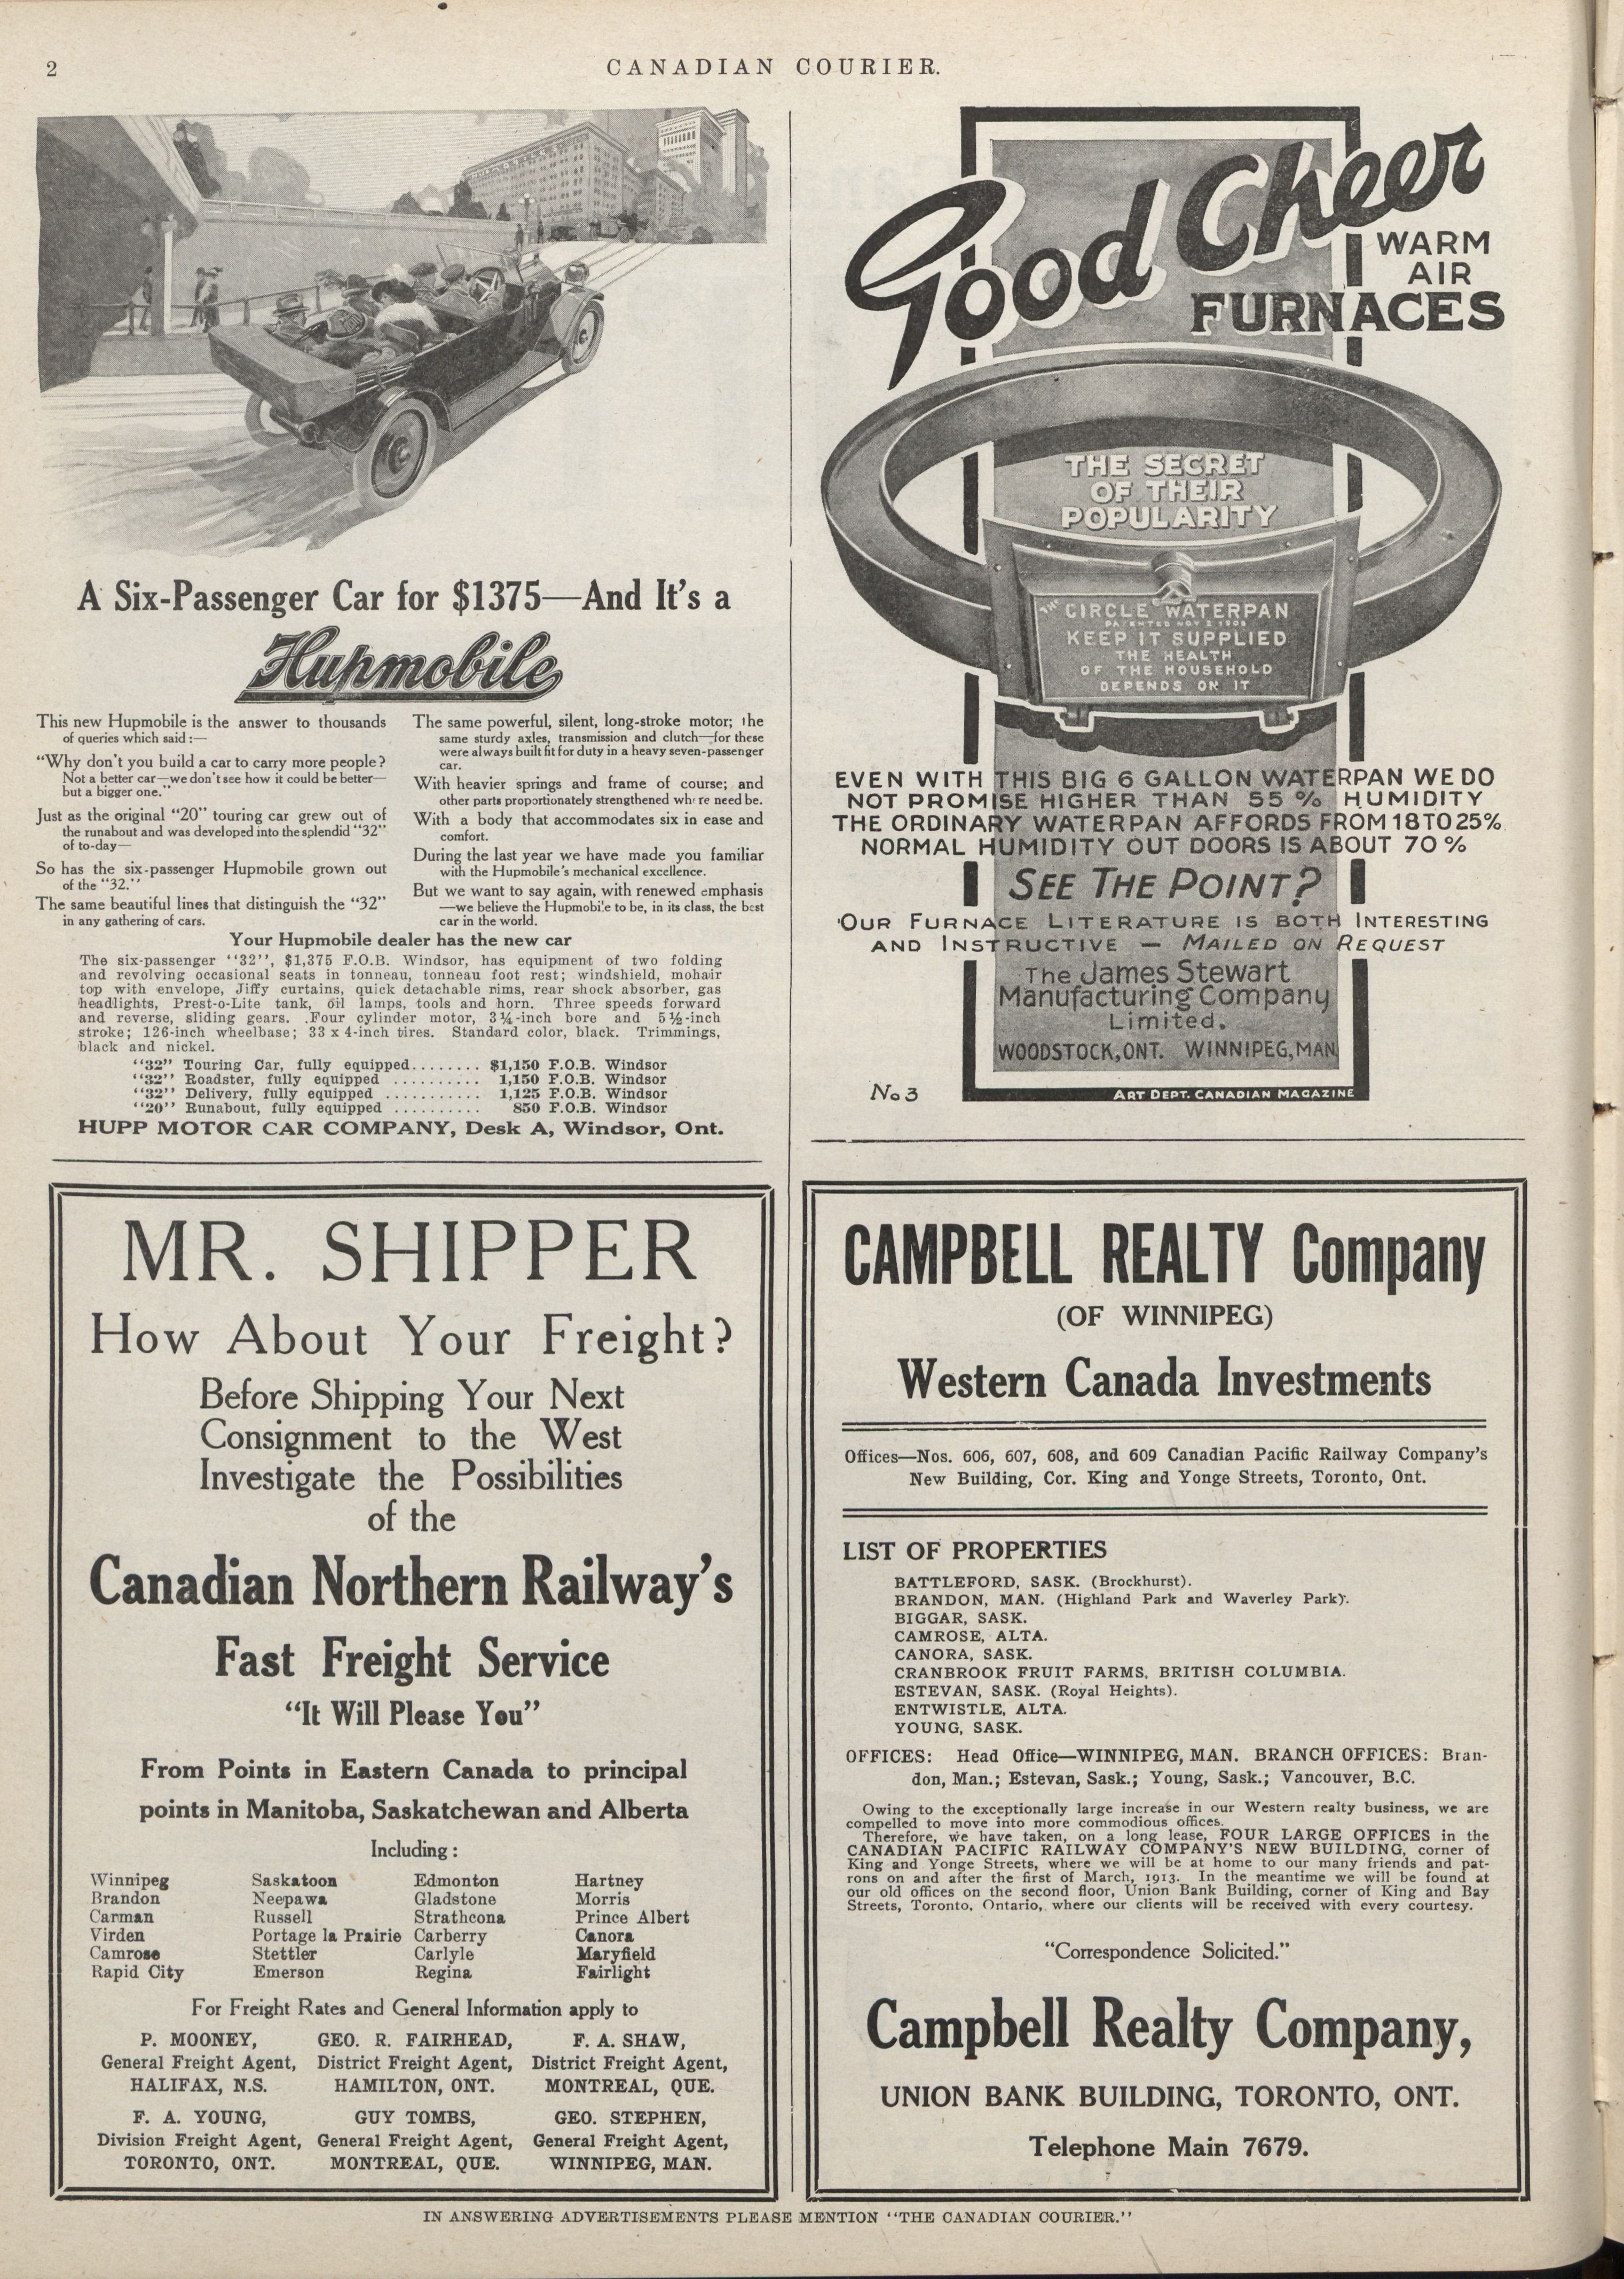 2
CANADIAN COURIER.
A Six-Passenger Car for $1375—And It's a
Hupmobile
This new Hupmobile is the answer to thousands
of queries which said:—
"Why don't you build a car to carry more people?
Not a better car—we don't see how it could be better—
but a bigger one."
Just as the original "20" touring car grew out of
the runabout and was developed into the splendid "32"
of to-day—
So has the six-passenger Hupmobile grown out
of the "32."
The same beautiful lines that distinguish the "32"
in any gathering of cars.
The same powerful, silent, long-stroke motor; the
same sturdy axles, transmission and clutch—for these
were always built fit for duty in a heavy seven-passenger
car.
With heavier springs and frame of course; and
other parts proportionately strengthened where need be.
With a body that accommodates six in ease and
comfort.
During the last year we have made you familiar
with the Hupmobile's mechanical excellence.
But we want to say again, with renewed emphasis
—we believe the Hupmobile to be, in its class, the best
car in the world.
Your Hupmobile dealer has the new car
The six-passenger "32", $1,375 F.O.B. Windsor, has equipment of two folding
and revolving occasional seats in tonneau, tonneau foot rest; windshield, mohair
top with envelope, Jiffy curtains, quick detachable rims, rear shock absorber, gas
headlights, Prest-o-Lite tank, oil lamps, tools and horn. Three speeds forward
and reverse, sliding gears. Four cylinder motor, 3¼-inch bore and 5½-inch
stroke; 126-inch wheelbase; 33 x 4-inch tires. Standard color, black. Trimmings,
black and nickel.
"32" Touring Car, fully equipped........ $1,150 F.O.B. Windsor
"32" Roadster, fully equipped .......... 1,150 F.O.B. Windsor
"32" Delivery, fully equipped ........... 1,125 F.O.B. Windsor
"20" Runabout, fully equipped .......... 850 F.O.B. Windsor
HUPP MOTOR CAR COMPANY, Desk A, Windsor, Ont.
Good Cheer
WARM
AIR
FURNACES
THE SECRET
OF THEIR
POPULARITY
THE CIRCLE WATERPAN
PATENTED NOV 2 1909
KEEP IT SUPPLIED
THE HEALTH
OF THE HOUSEHOLD
DEPENDS ON IT
EVEN WITH THIS BIG 6 GALLON WATERPAN WE DO
NOT PROMISE HIGHER THAN 55 % HUMIDITY
THE ORDINARY WATERPAN AFFORDS FROM 18 TO 25%
NORMAL HUMIDITY OUT DOORS IS ABOUT 70 %
SEE THE POINT?
OUR FURNACE LITERATURE IS BOTH INTERESTING
AND INSTRUCTIVE — MAILED ON REQUEST
The James Stewart
Manufacturing Company
Limited.
WOODSTOCK, ONT. WINNIPEG, MAN
No 3
ART DEPT. CANADIAN MAGAZINE
MR. SHIPPER
How About Your Freight?
Before Shipping Your Next
Consignment to the West
Investigate the Possibilities
of the
Canadian Northern Railway's
Fast Freight Service
"It Will Please You"
From Points in Eastern Canada to principal
points in Manitoba, Saskatchewan and Alberta
Including:
Winnipeg Saskatoon Edmonton Hartney
Brandon Neepawa Gladstone Morris
Carman Russell Strathcona Prince Albert
Virden Portage la Prairie Carberry Canora
Camrose Stettler Carlyle Maryfield
Rapid City Emerson Regina Fairlight
For Freight Rates and General Information apply to
P. MOONEY, GEO. R. FAIRHEAD, F. A. SHAW,
General Freight Agent, District Freight Agent, District Freight Agent,
HALIFAX, N.S. HAMILTON, ONT. MONTREAL, QUE.
F. A. YOUNG, GUY TOMBS, GEO. STEPHEN,
Division Freight Agent, General Freight Agent, General Freight Agent,
TORONTO, ONT. MONTREAL, QUE. WINNIPEG, MAN.
CAMPBELL REALTY Company
(OF WINNIPEG)
Western Canada Investments
Offices—Nos. 606, 607, 608, and 609 Canadian Pacific Railway Company's
New Building, Cor. King and Yonge Streets, Toronto, Ont.
LIST OF PROPERTIES
BATTLEFORD, SASK. (Brockhurst).
BRANDON, MAN. (Highland Park and Waverley Park).
BIGGAR, SASK.
CAMROSE, ALTA.
CANORA, SASK.
CRANBROOK FRUIT FARMS, BRITISH COLUMBIA.
ESTEVAN, SASK. (Royal Heights).
ENTWISTLE, ALTA.
YOUNG, SASK.
OFFICES: Head Office—WINNIPEG, MAN. BRANCH OFFICES: Bran-
don, Man.; Estevan, Sask.; Young, Sask.; Vancouver, B.C.
Owing to the exceptionally large increase in our Western realty business, we are
compelled to move into more commodious offices.
Therefore, we have taken, on a long lease, FOUR LARGE OFFICES in the
CANADIAN PACIFIC RAILWAY COMPANY'S NEW BUILDING, corner of
King and Yonge Streets, where we will be at home to our many friends and pat-
rons on and after the first of March, 1913. In the meantime we will be found at
our old offices on the second floor, Union Bank Building, corner of King and Bay
Streets, Toronto, Ontario, where our clients will be received with every courtesy.
"Correspondence Solicited."
Campbell Realty Company,
UNION BANK BUILDING, TORONTO, ONT.
Telephone Main 7679.
IN ANSWERING ADVERTISEMENTS PLEASE MENTION "THE CANADIAN COURIER."